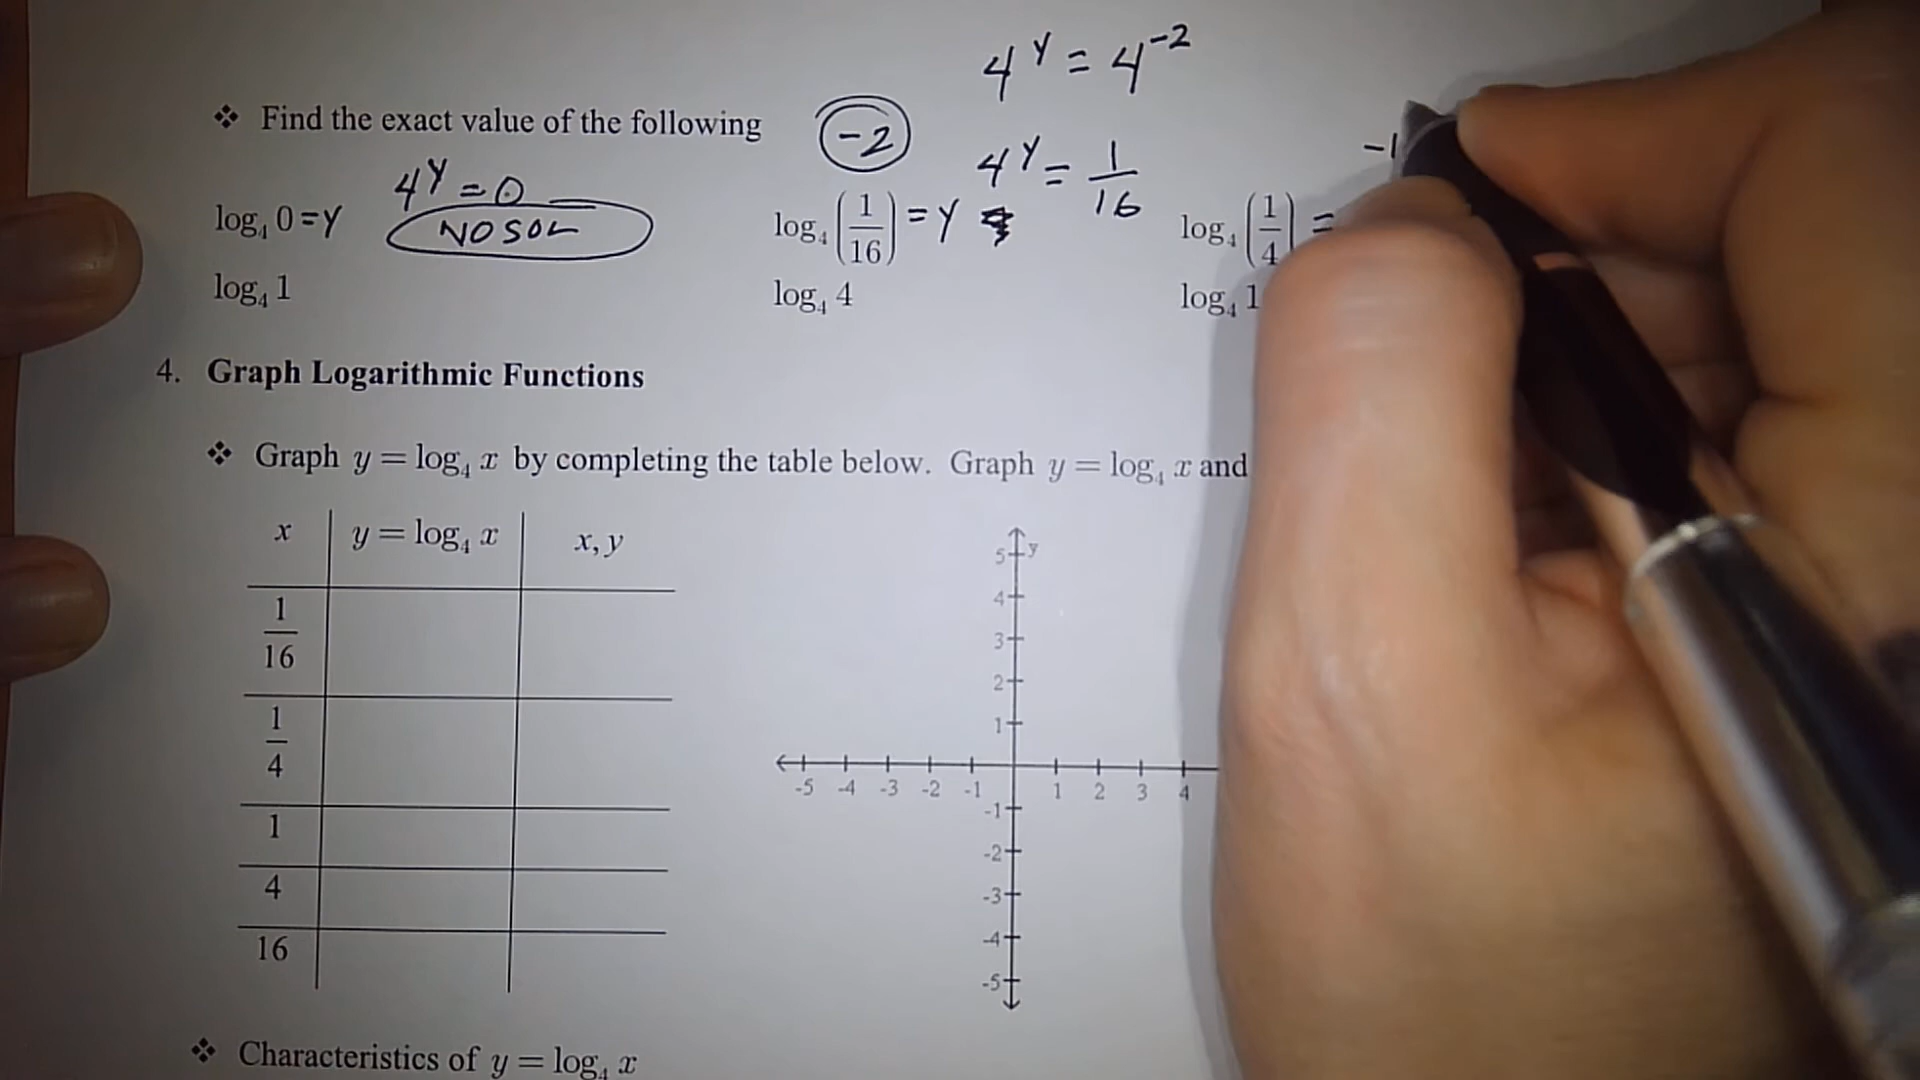 4^y = 4^-2
❖ Find the exact value of the following
-2
4^y = 1/16
-1
4^y = 0
log₄ 0 = y
NO SOL
log₄ (1/16) = y
log₄ (1/4) =
log₄ 1
log₄ 4
log₄ 1
4. Graph Logarithmic Functions
❖ Graph y = log₄ x by completing the table below. Graph y = log₄ x and
x y = log₄ x x, y
1/16
1/4
1
4
16
5 y
4
3
2
1
-5 -4 -3 -2 -1 1 2 3 4
-1
-2
-3
-4
-5
❖ Characteristics of y = log₄ x